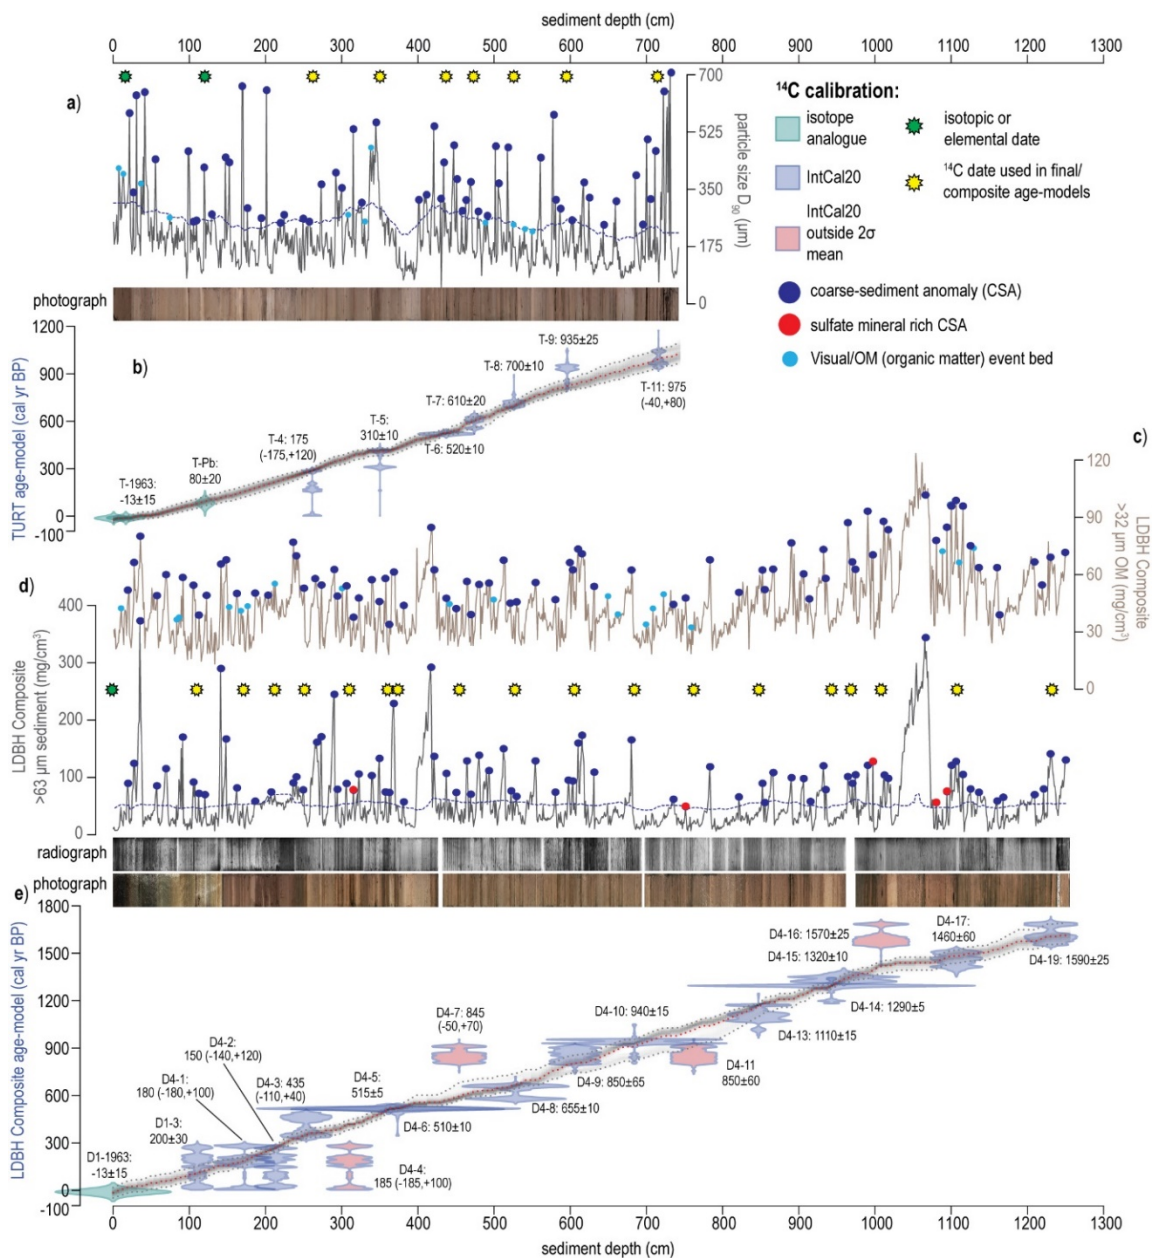 sediment depth (cm)
0 100 200 300 400 500 600 700 800 900 1000 1100 1200 1300
a)
700
525
350
175
0
particle size D90 (µm)
14C calibration:
isotope
analogue
IntCal20
IntCal20
outside 2σ
mean
isotopic or
elemental date
14C date used in final/
composite age-models
coarse-sediment anomaly (CSA)
sulfate mineral rich CSA
Visual/OM (organic matter) event bed
photograph
1200
900
600
300
0
-100
TURT age-model (cal yr BP)
b)
T-1963:
-13±15
T-Pb:
80±20
T-4: 175
(-175,+120)
T-5:
310±10
T-6: 520±10
T-7: 610±20
T-8: 700±10
T-9: 935±25
T-11: 975
(-40,+80)
c)
120
90
60
30
0
LDBH Composite
>32 µm OM (mg/cm3)
d)
400
300
200
100
0
LDBH Composite
>63 µm sediment (mg/cm3)
radiograph
photograph
e)
1800
1500
1200
900
600
300
0
-100
LDBH Composite age-model (cal yr BP)
D1-1963:
-13±15
D1-3:
200±30
D4-1:
180 (-180,+100)
D4-2:
150 (-140,+120)
D4-3: 435
(-110,+40)
D4-4:
185 (-185,+100)
D4-5:
515±5
D4-6: 510±10
D4-7: 845
(-50,+70)
D4-8: 655±10
D4-9: 850±65
D4-10: 940±15
D4-11
850±60
D4-13: 1110±15
D4-14: 1290±5
D4-15: 1320±10
D4-16: 1570±25
D4-17:
1460±60
D4-19: 1590±25
0 100 200 300 400 500 600 700 800 900 1000 1100 1200 1300
sediment depth (cm)